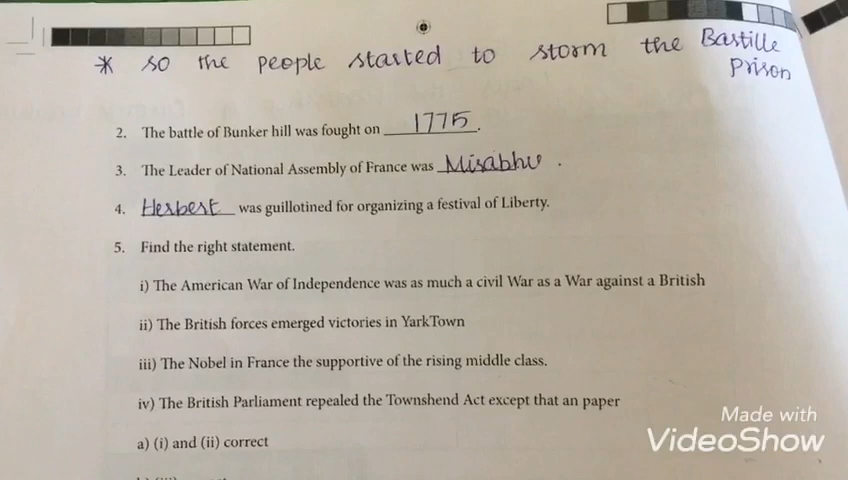 * so the people started to storm the Bastille
Prison
2. The battle of Bunker hill was fought on 1775.
3. The Leader of National Assembly of France was Mirabhu.
4. Herbert was guillotined for organizing a festival of Liberty.
5. Find the right statement.
i) The American War of Independence was as much a civil War as a War against a British
ii) The British forces emerged victories in YarkTown
iii) The Nobel in France the supportive of the rising middle class.
iv) The British Parliament repealed the Townshend Act except that an paper
a) (i) and (ii) correct
Made with
VideoShow